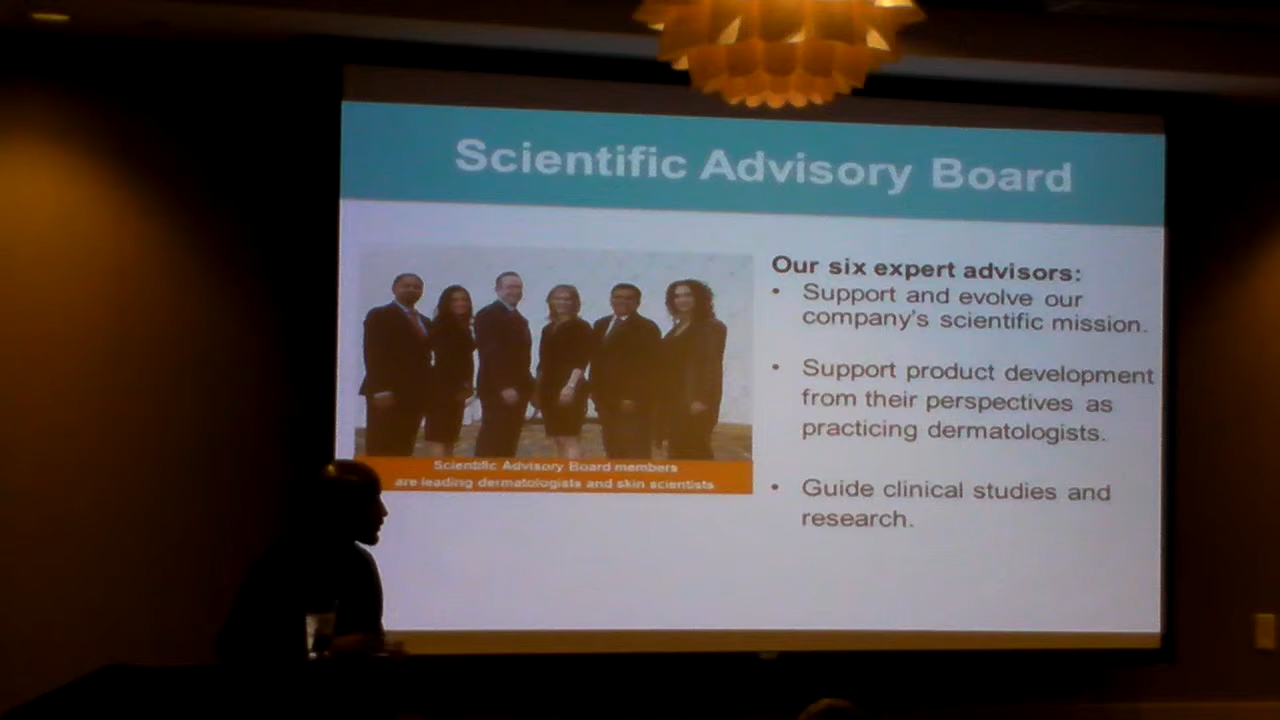 Scientific Advisory Board
Our six expert advisors:
• Support and evolve our
company's scientific mission.
• Support product development
from their perspectives as
practicing dermatologists.
• Guide clinical studies and
research.
Scientific Advisory Board members
are leading dermatologists and skin scientists